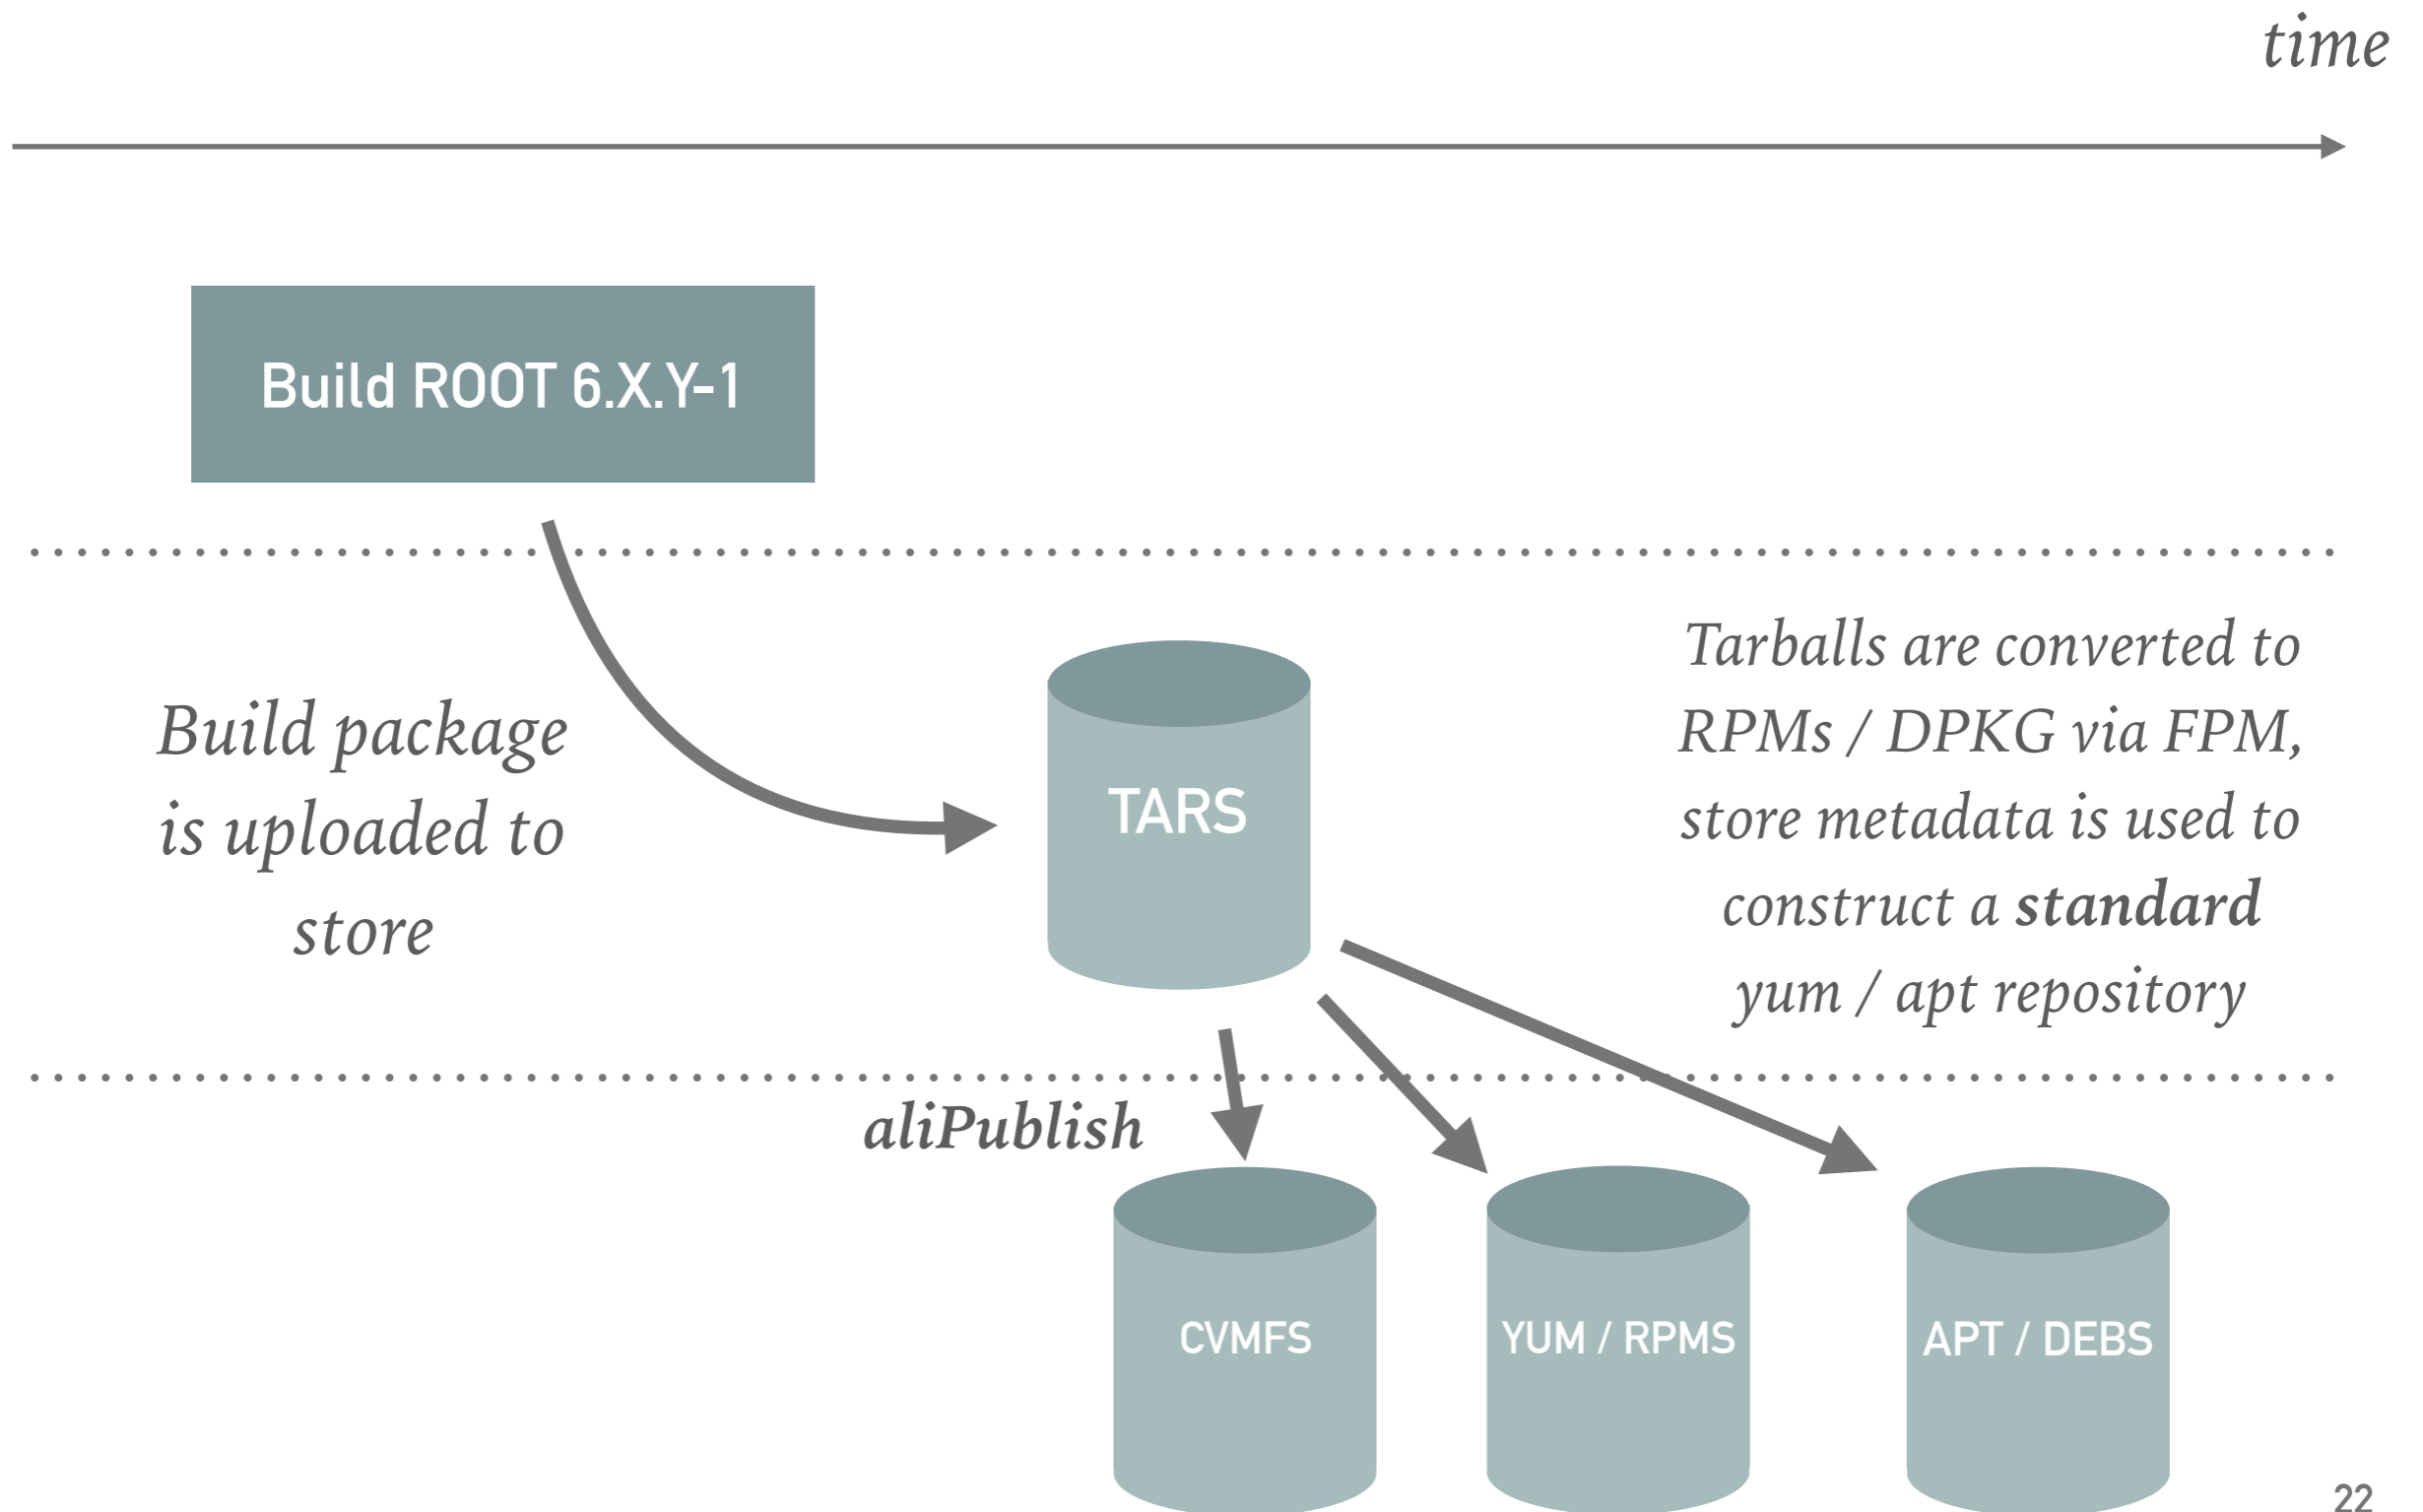 time
Build ROOT 6.X.Y-1
Build package
is uploaded to
store
TARS
Tarballs are converted to
RPMs / DPKG via FPM,
store metadata is used to
construct a standard
yum / apt repository
aliPublish
CVMFS
YUM / RPMS
APT / DEBS
22